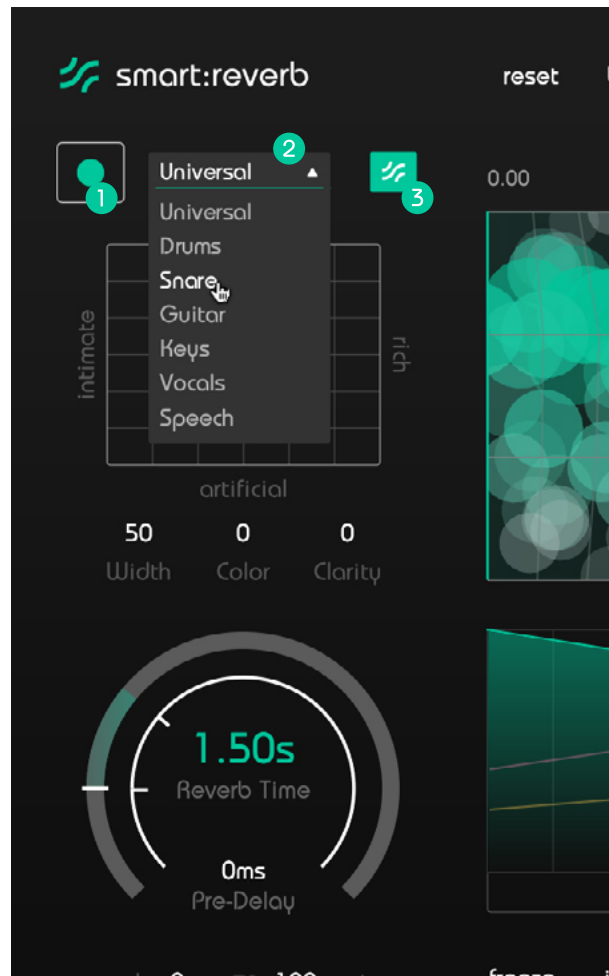 smart:reverb
reset
1
2
3
Universal
0.00
Universal
Drums
Snare
Guitar
Keys
Vocals
Speech
intimate
rich
artificial
50 0 0
Width Color Clarity
1.50s
Reverb Time
0ms
Pre-Delay